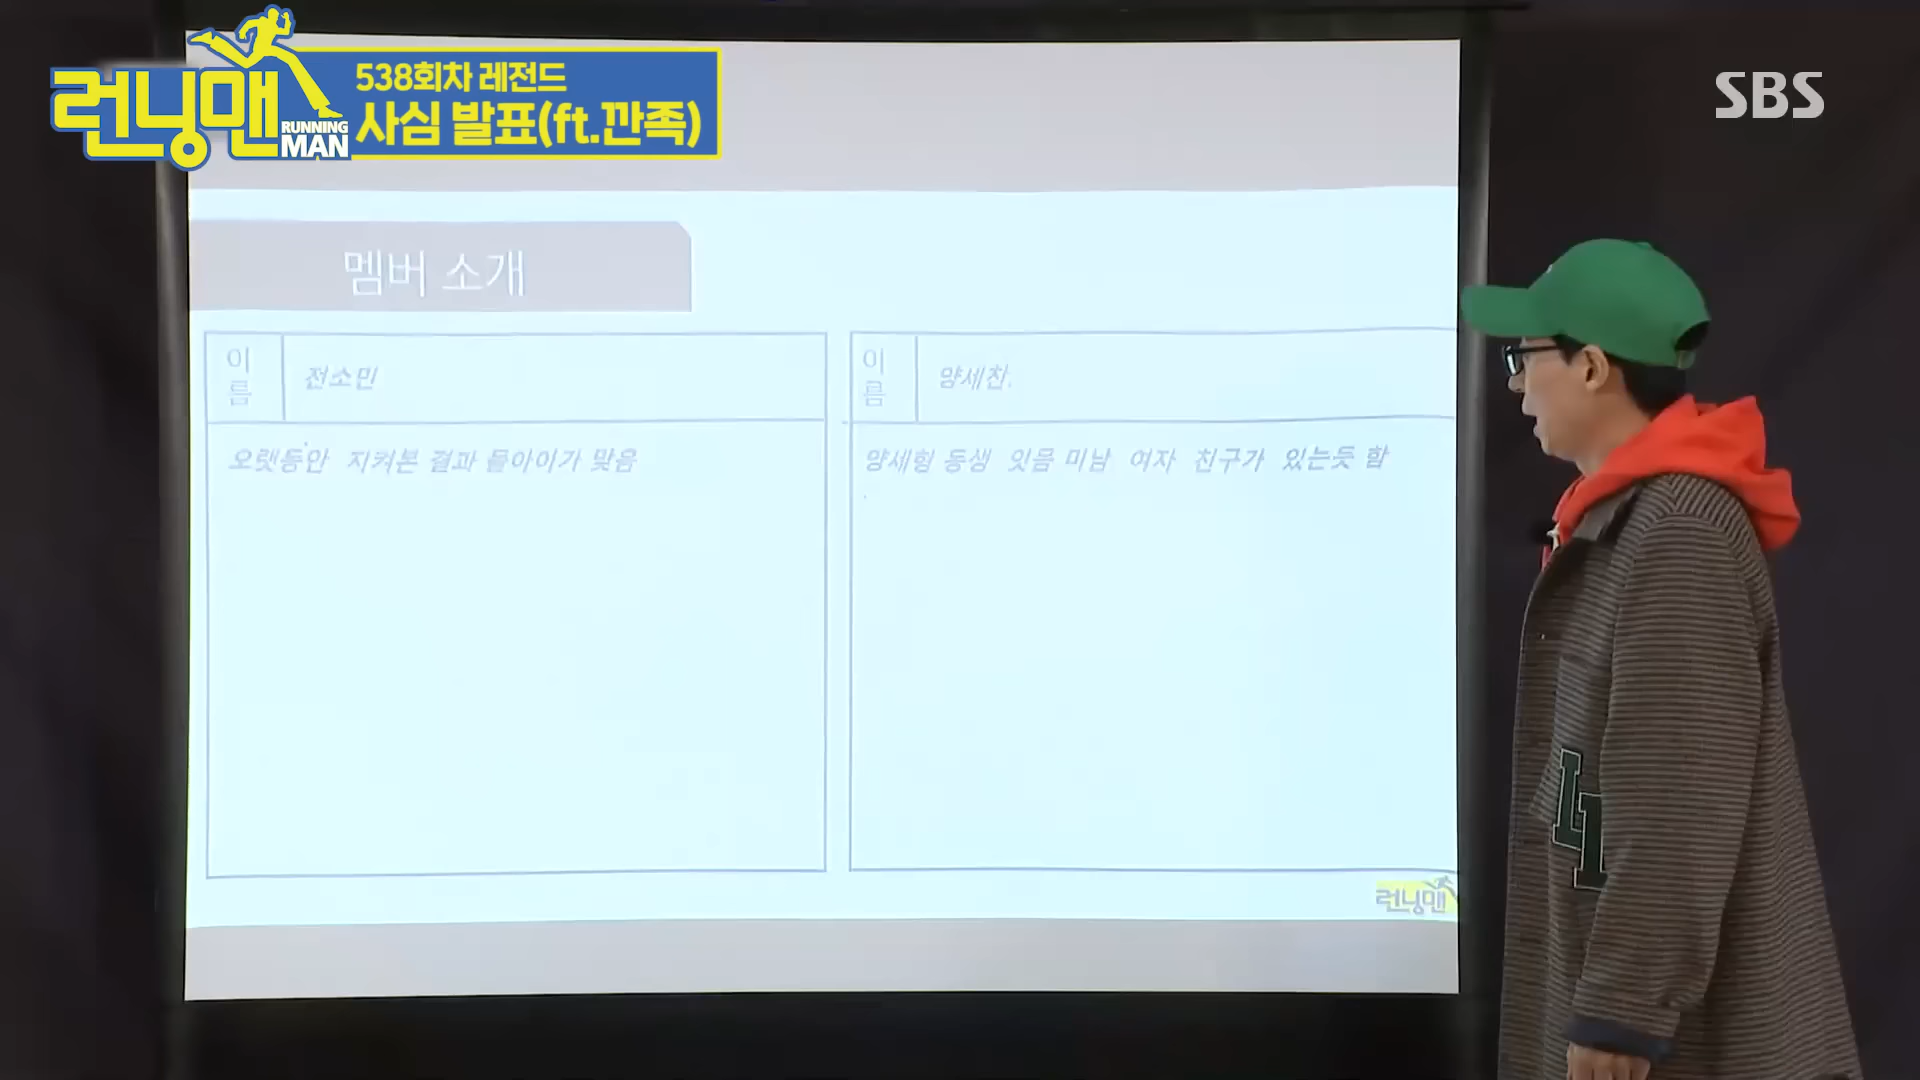 런닝맨
RUNNING
MAN
538회차 레전드
사심 발표(ft.깐족)
SBS
멤버 소개
이름
전소민
오랫동안 지켜본 결과 돌아이가 맞음
이름
양세찬.
양세형 동생 잇몸 미남 여자 친구가 있는듯 함
런닝맨